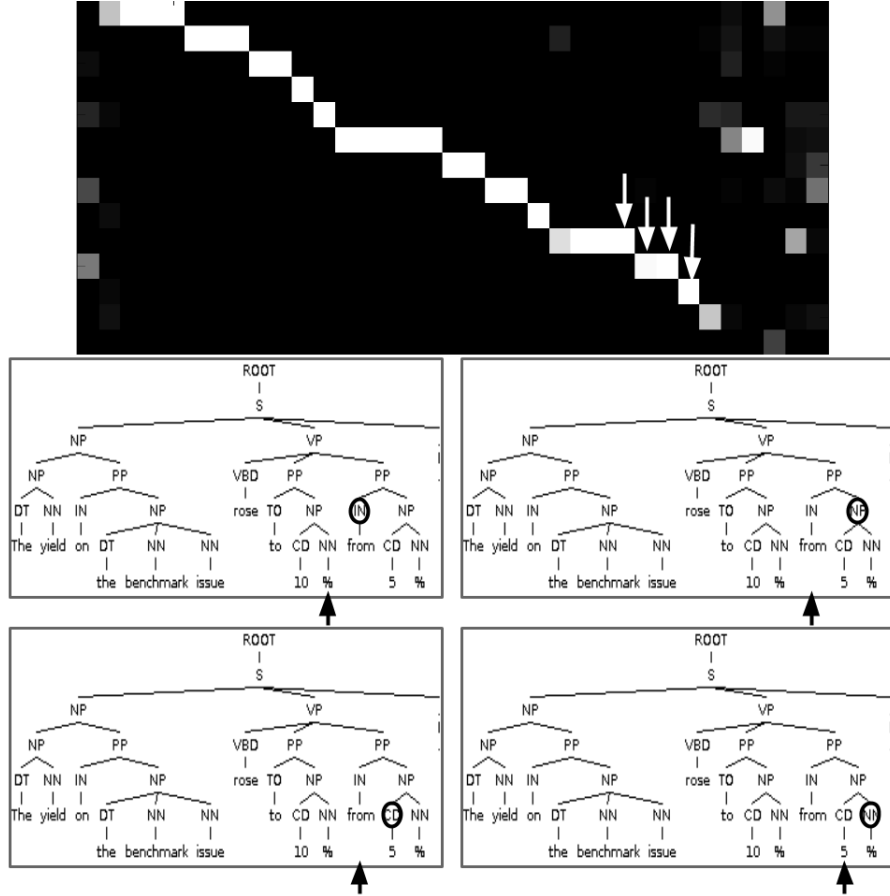 ROOT
S
NP VP
NP PP VBD PP PP
DT NN IN NP rose TO NP IN NP
The yield on DT NN NN to CD NN from CD NN
the benchmark issue 10 % 5 %
ROOT
S
NP VP
NP PP VBD PP PP
DT NN IN NP rose TO NP IN NP
The yield on DT NN NN to CD NN from CD NN
the benchmark issue 10 % 5 %
ROOT
S
NP VP
NP PP VBD PP PP
DT NN IN NP rose TO NP IN NP
The yield on DT NN NN to CD NN from CD NN
the benchmark issue 10 % 5 %
ROOT
S
NP VP
NP PP VBD PP PP
DT NN IN NP rose TO NP IN NP
The yield on DT NN NN to CD NN from CD NN
the benchmark issue 10 % 5 %